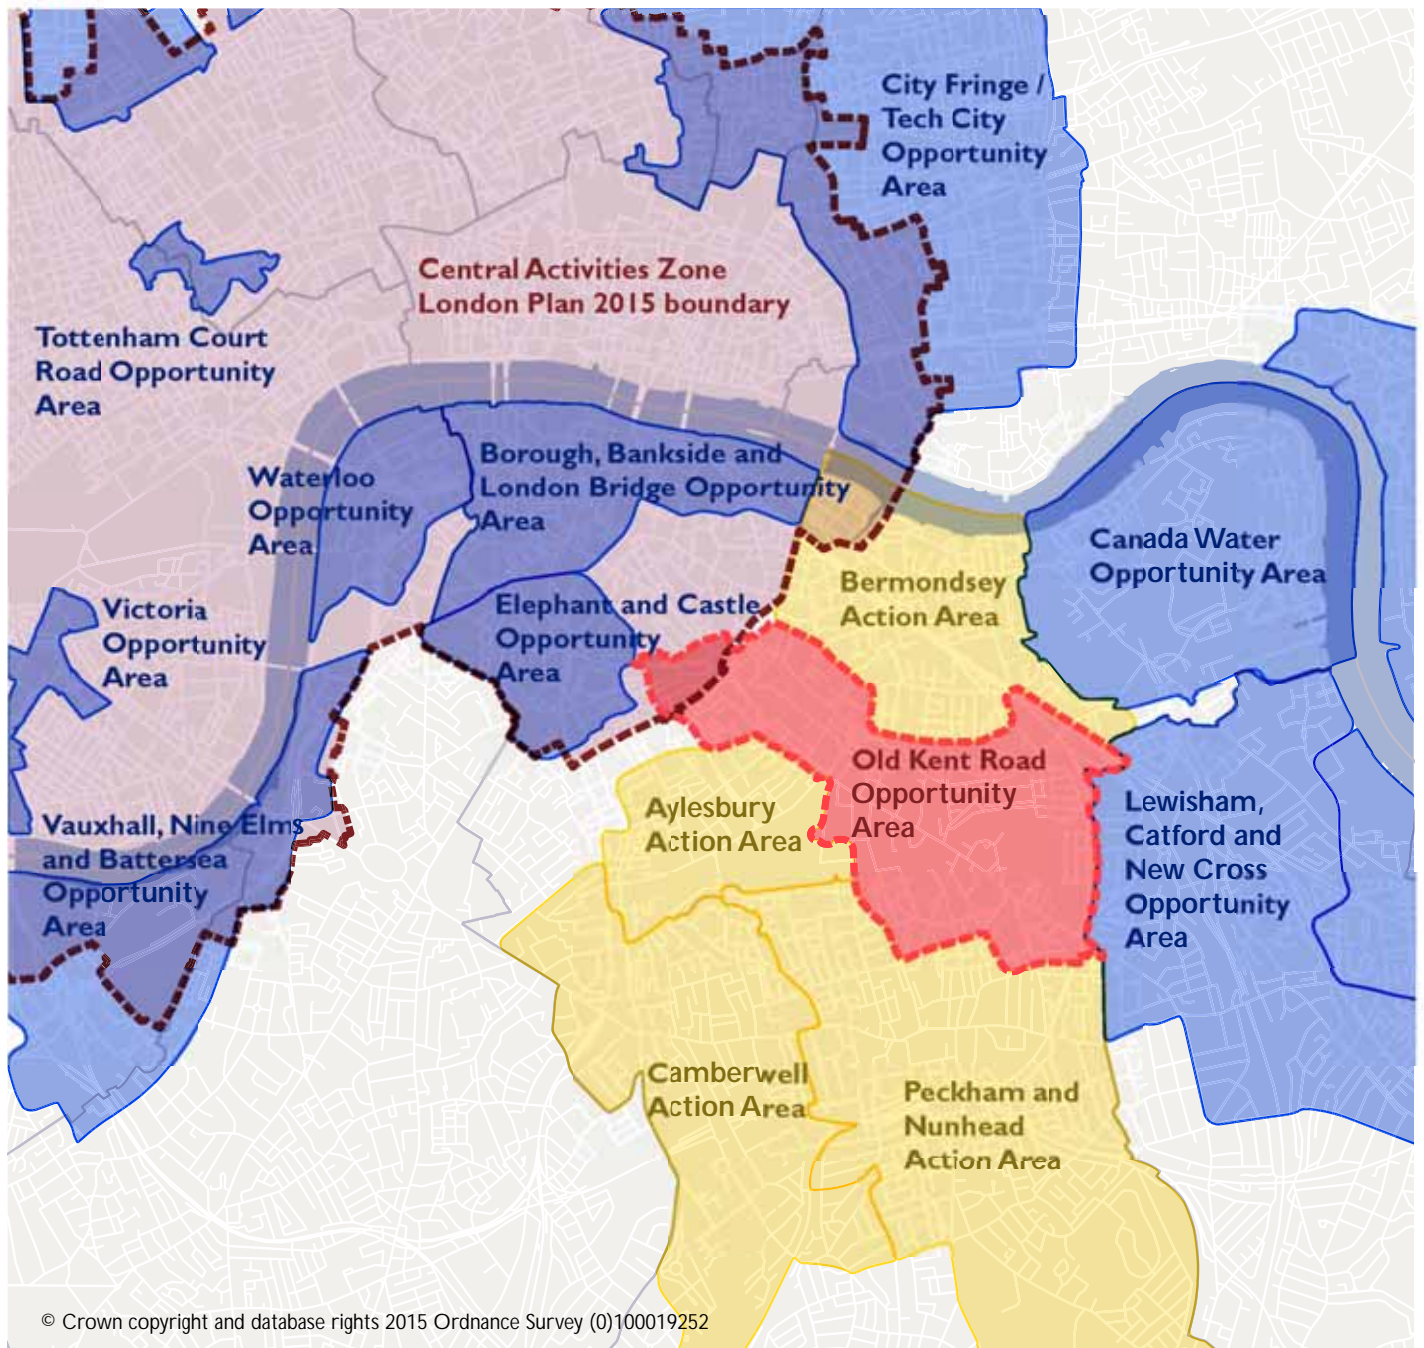 City Fringe /
Tech City
Opportunity
Area
Central Activities Zone
London Plan 2015 boundary
Tottenham Court
Road Opportunity
Area
Borough, Bankside and
London Bridge Opportunity
Area
Waterloo
Opportunity
Area
Canada Water
Opportunity Area
Bermondsey
Action Area
Elephant and Castle
Opportunity
Area
Victoria
Opportunity
Area
Old Kent Road
Opportunity
Area
Aylesbury
Action Area
Lewisham,
Catford and
New Cross
Opportunity
Area
Vauxhall, Nine Elms
and Battersea
Opportunity
Area
Camberwell
Action Area
Peckham and
Nunhead
Action Area
© Crown copyright and database rights 2015 Ordnance Survey (0)100019252